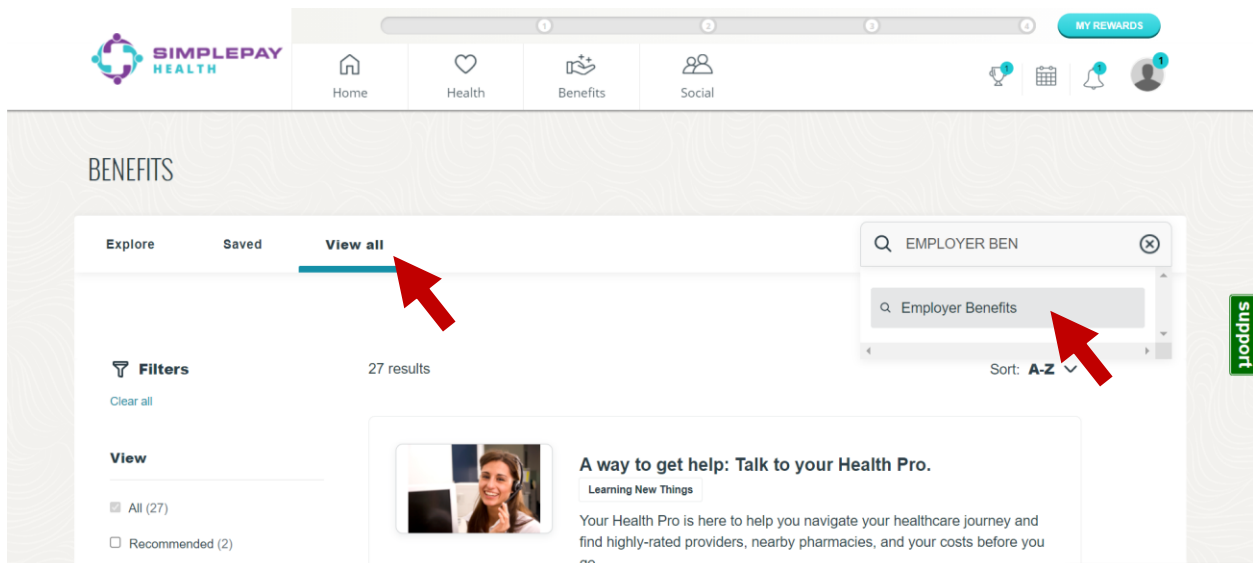 1
2
3
4
MY REWARDS
SIMPLEPAY
HEALTH
Home
Health
Benefits
Social
1
1
1
BENEFITS
Explore
Saved
View all
EMPLOYER BEN
Employer Benefits
support
Filters
27 results
Sort: A-Z
Clear all
View
All (27)
Recommended (2)
A way to get help: Talk to your Health Pro.
Learning New Things
Your Health Pro is here to help you navigate your healthcare journey and
find highly-rated providers, nearby pharmacies, and your costs before you